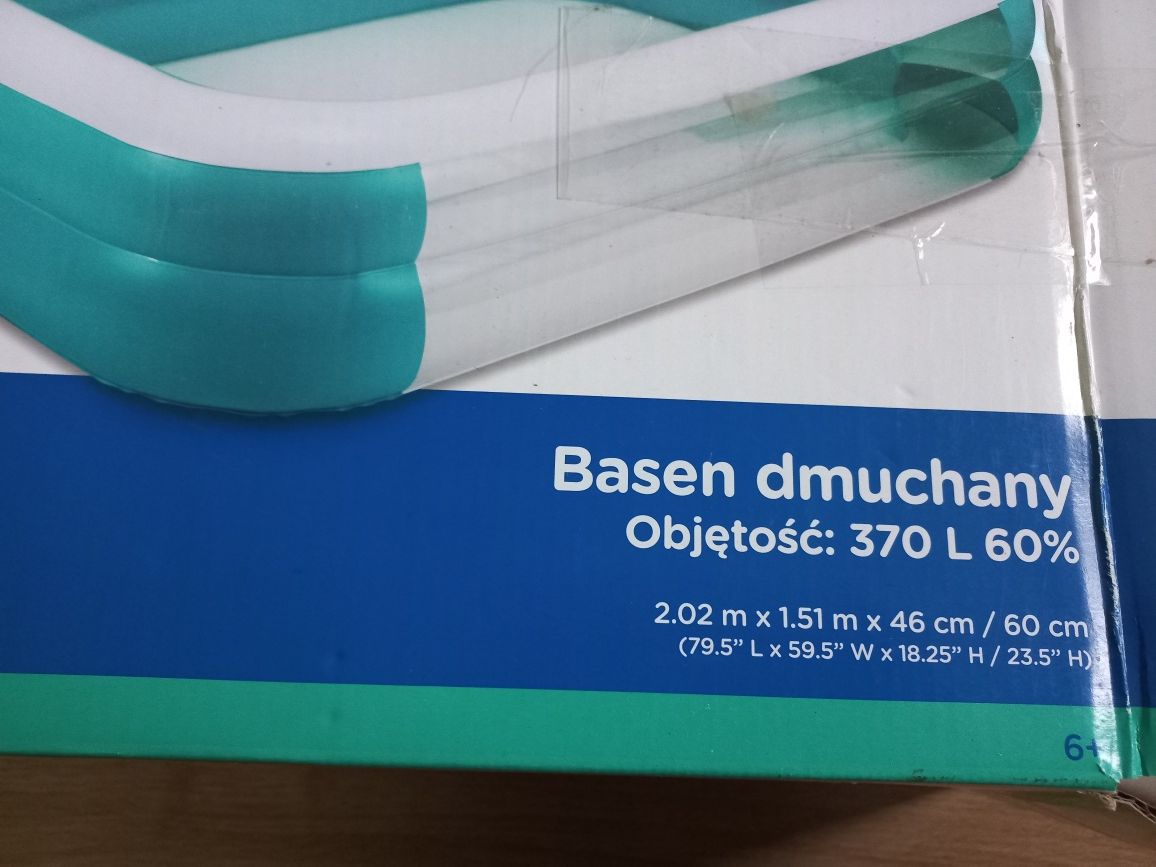 Basen dmuchany
Objętość: 370 L 60%
2.02 m x 1.51 m x 46 cm / 60 cm
(79.5” L x 59.5” W x 18.25” H / 23.5” H)
6+